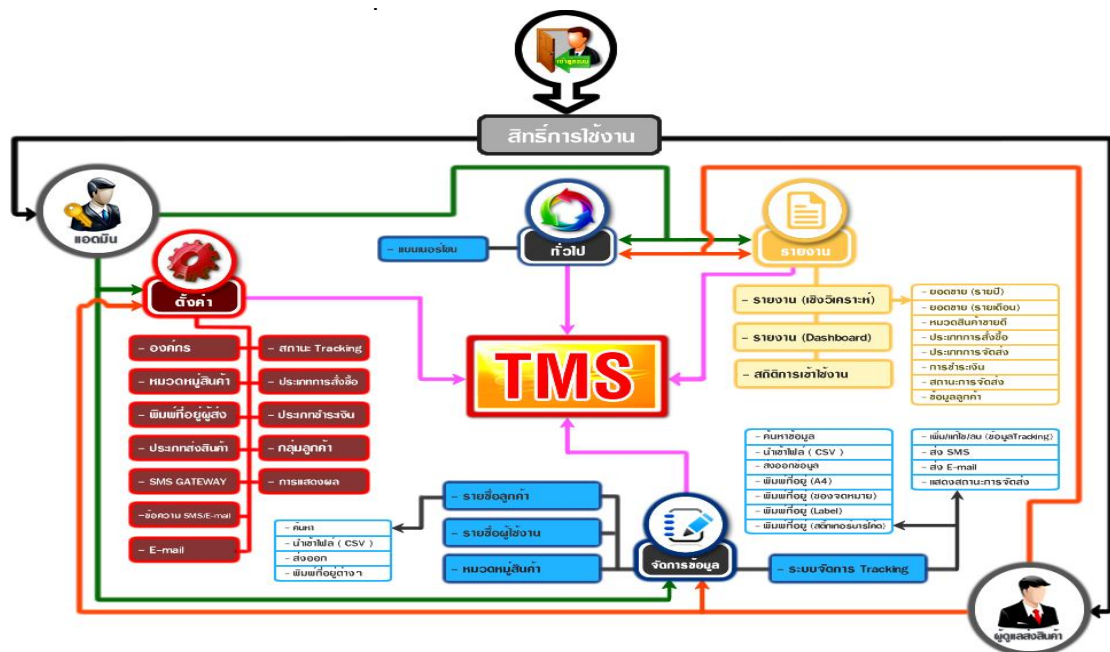 เข้าสู่ระบบ
สิทธิ์การใช้งาน
แอดมิน
ทั่วไป
รายงาน
- แบนเนอร์โซน
ตั้งค่า
- องค์กร
- สถานะ Tracking
- หมวดหมู่สินค้า
- ประเภทการสั่งซื้อ
- พิมพ์ที่อยู่ผู้ส่ง
- ประเภทชำระเงิน
- ประเภทส่งสินค้า
- กลุ่มลูกค้า
- SMS GATEWAY
- การแสดงผล
-ข้อความ SMS/E-mail
- E-mail
TMS
- รายงาน (เชิงวิเคราะห์)
- รายงาน (Dashboard)
- สถิติการเข้าใช้งาน
- ยอดขาย (รายปี)
- ยอดขาย (รายเดือน)
- หมวดสินค้าขายดี
- ประเภทการสั่งซื้อ
- ประเภทการจัดส่ง
- การชำระเงิน
- สถานะการจัดส่ง
- ข้อมูลลูกค้า
- ค้นหาข้อมูล
- นำเข้าไฟล์ ( CSV )
- ส่งออกข้อมูล
- พิมพ์ที่อยู่ (A4)
- พิมพ์ที่อยู่ (ซองจดหมาย)
- พิมพ์ที่อยู่ (Label)
- พิมพ์ที่อยู่ (สติ๊กเกอร์บาร์โค้ด)
- เพิ่ม/แก้ไข/ลบ (ข้อมูลTracking)
- ส่ง SMS
- ส่ง E-mail
- แสดงสถานะการจัดส่ง
- รายชื่อลูกค้า
- รายชื่อผู้ใช้งาน
- หมวดหมู่สินค้า
- ค้นหา
- นำเข้าไฟล์ ( CSV )
- ส่งออก
- พิมพ์ที่อยู่ต่างๆ
จัดการข้อมูล
- ระบบจัดการ Tracking
ผู้ดูแลส่งสินค้า